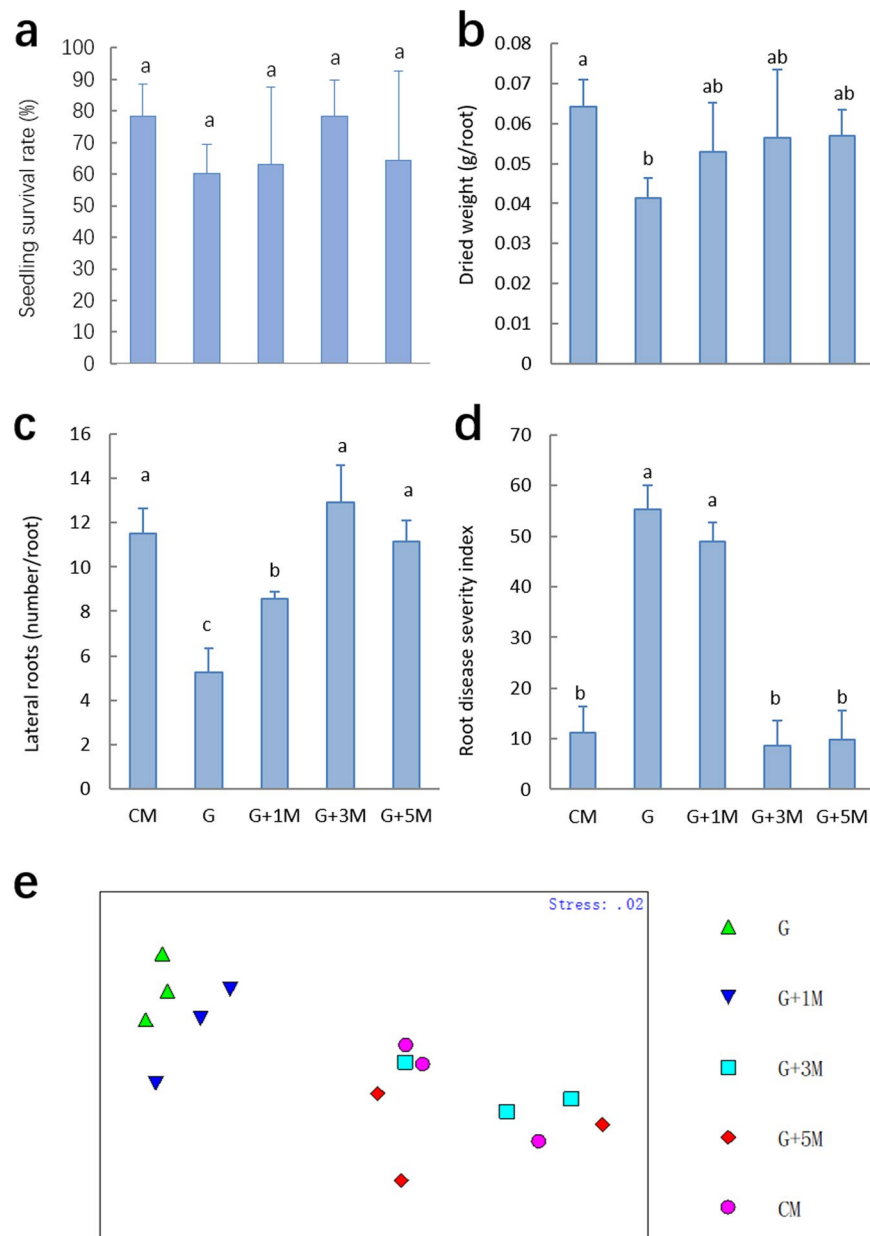 a
Seedling survival rate (%)
100
90
80
70
60
50
40
30
20
10
0
a a a a a
b
Dried weight (g/root)
0.08
0.07
0.06
0.05
0.04
0.03
0.02
0.01
0
a b ab ab ab
c
Lateral roots (number/root)
16
14
12
10
8
6
4
2
0
a c b a a
CM G G+1M G+3M G+5M
d
Root disease severity index
70
60
50
40
30
20
10
0
b a a b b
CM G G+1M G+3M G+5M
e
Stress: .02
G
G+1M
G+3M
G+5M
CM